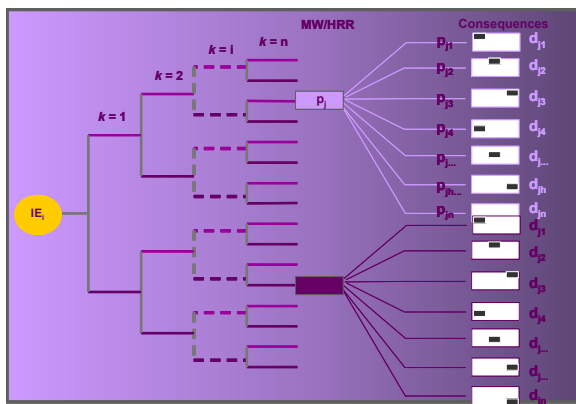 MW/HRR
Consequences
k = 1
k = 2
k = i
k = n
IEi
pj
pj1 dj1
pj2 dj2
pj3 dj3
pj4 dj4
pj... dj...
pjh... djh
pjn djn
dj1
dj2
dj3
dj4
dj...
dj...
djn